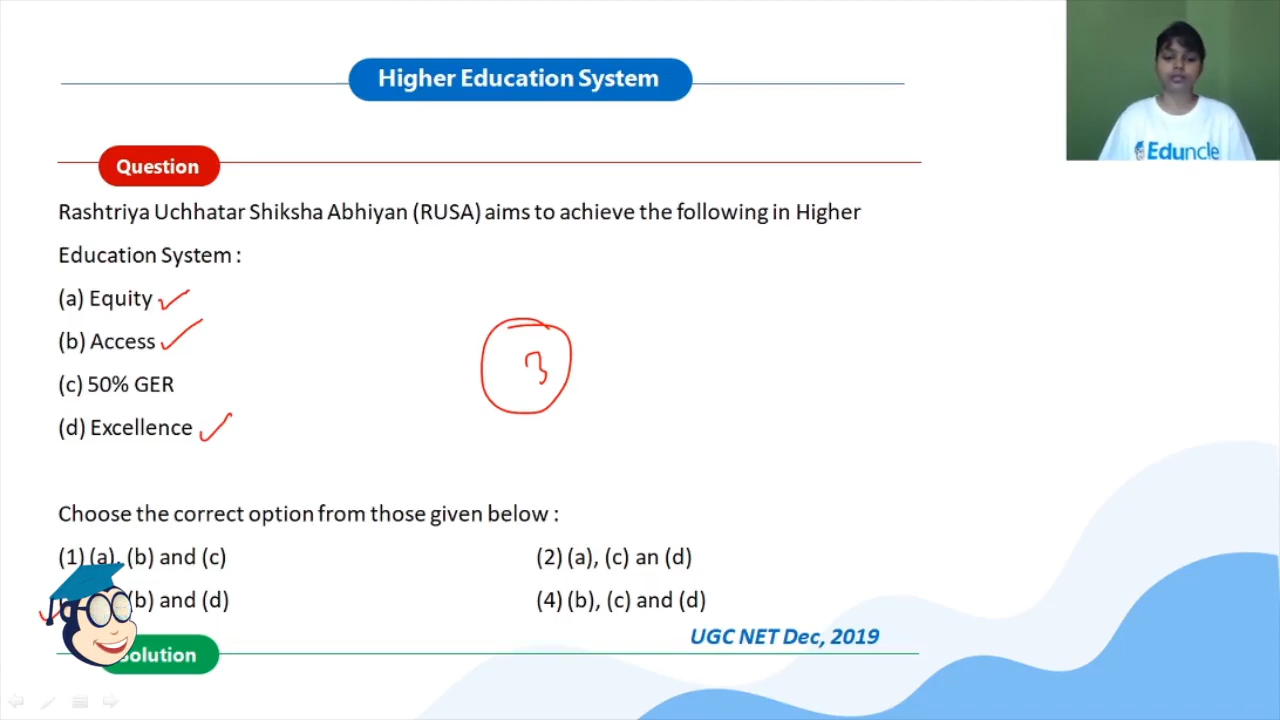 Higher Education System
Eduncle
Question
Rashtriya Uchhatar Shiksha Abhiyan (RUSA) aims to achieve the following in Higher
Education System :
(a) Equity
(b) Access
(c) 50% GER
(d) Excellence
3
Choose the correct option from those given below :
(1) (a), (b) and (c)
(2) (a), (c) an (d)
(b) and (d)
(4) (b), (c) and (d)
UGC NET Dec, 2019
Solution